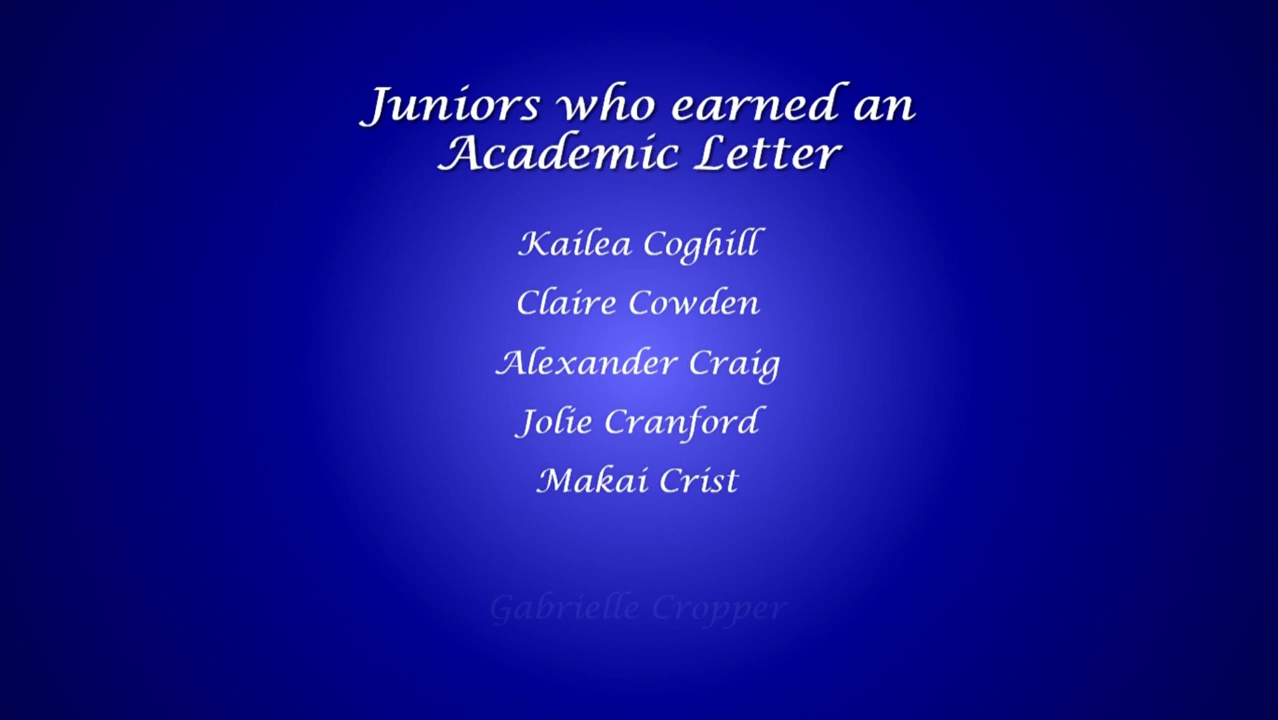 Juniors who earned an
Academic Letter
Kailea Coghill
Claire Cowden
Alexander Craig
Jolie Cranford
Makai Crist
Gabrielle Cropper